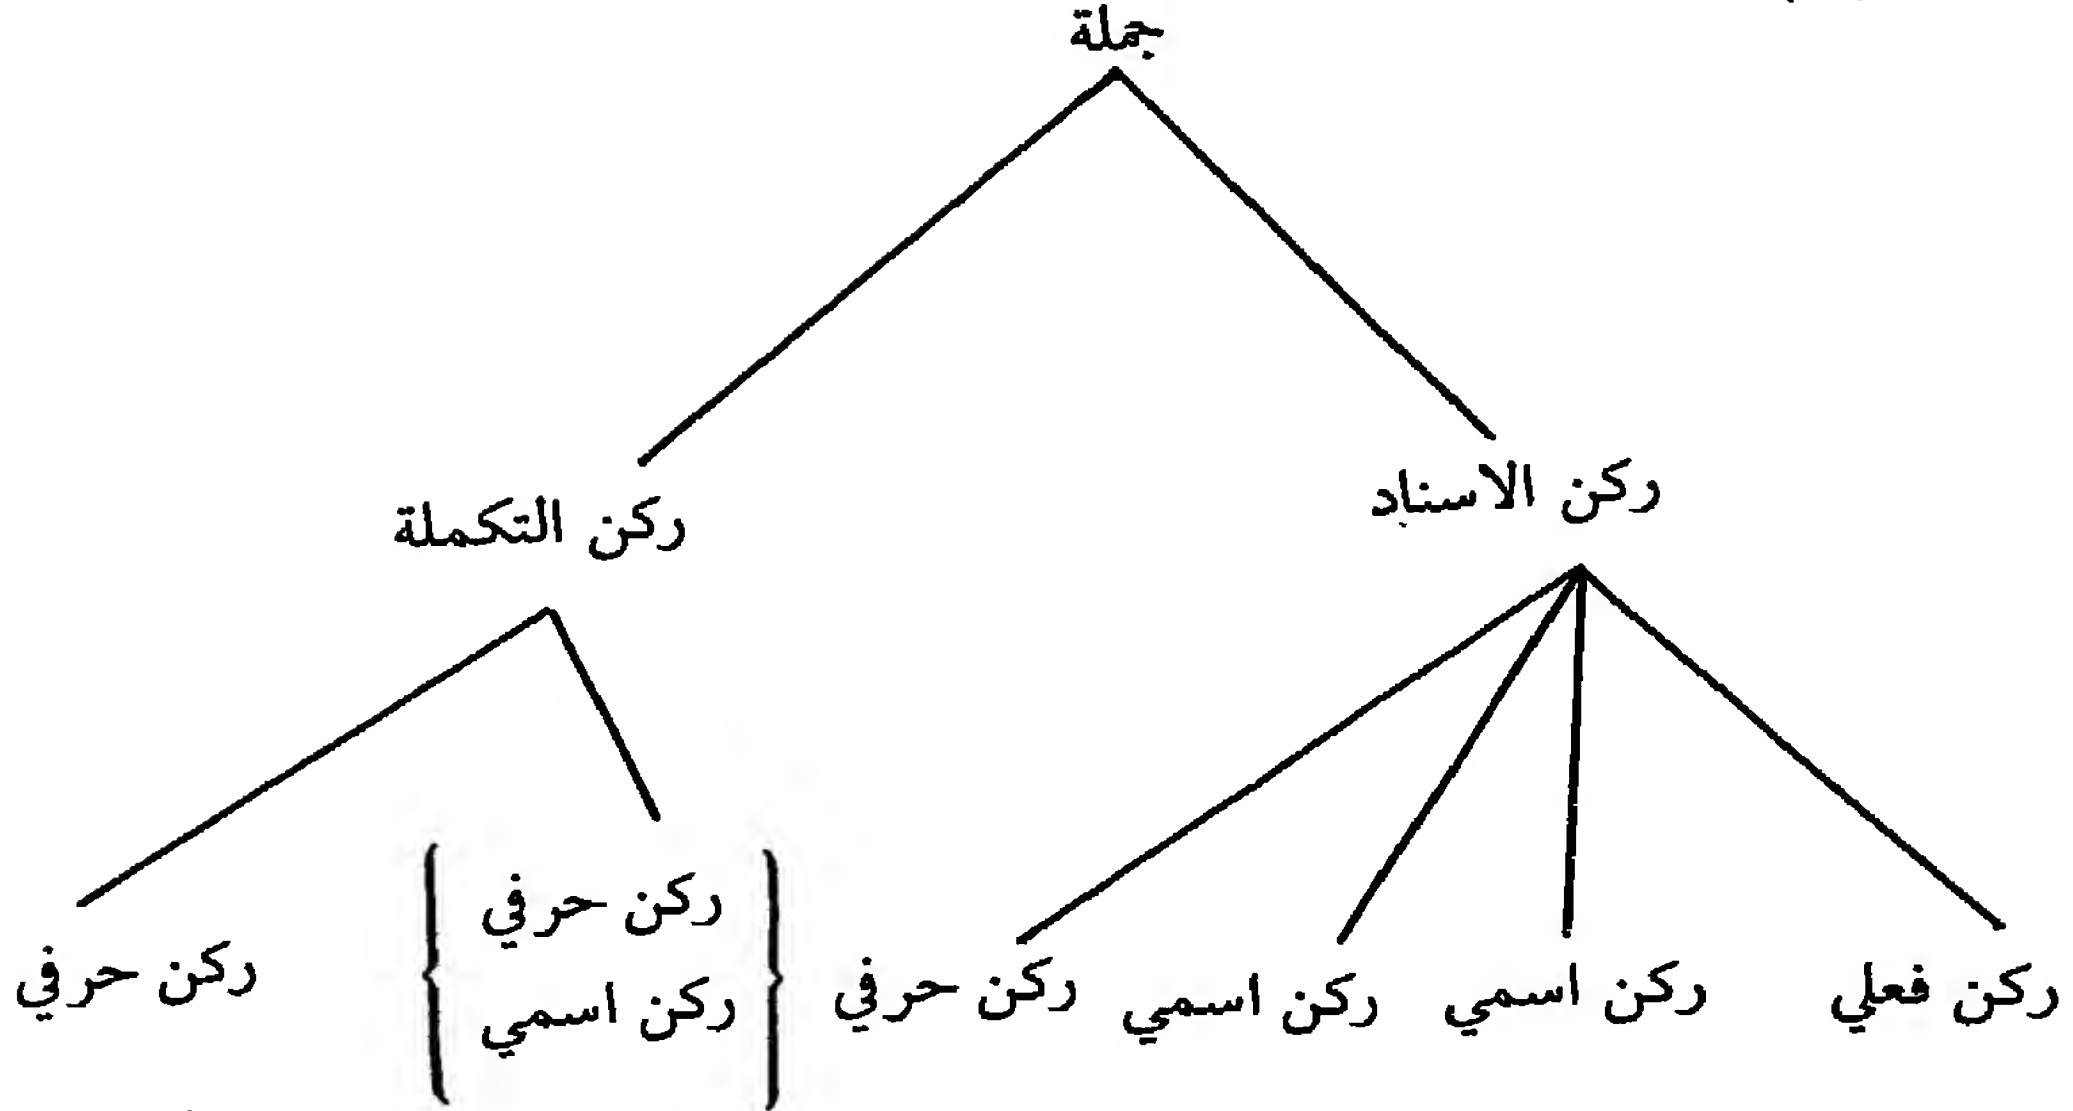 جملة
ركن الاسناد
ركن التكملة
ركن فعلي
ركن اسمي
ركن اسمي
ركن حرفي
ركن حرفي
ركن اسمي
ركن حرفي